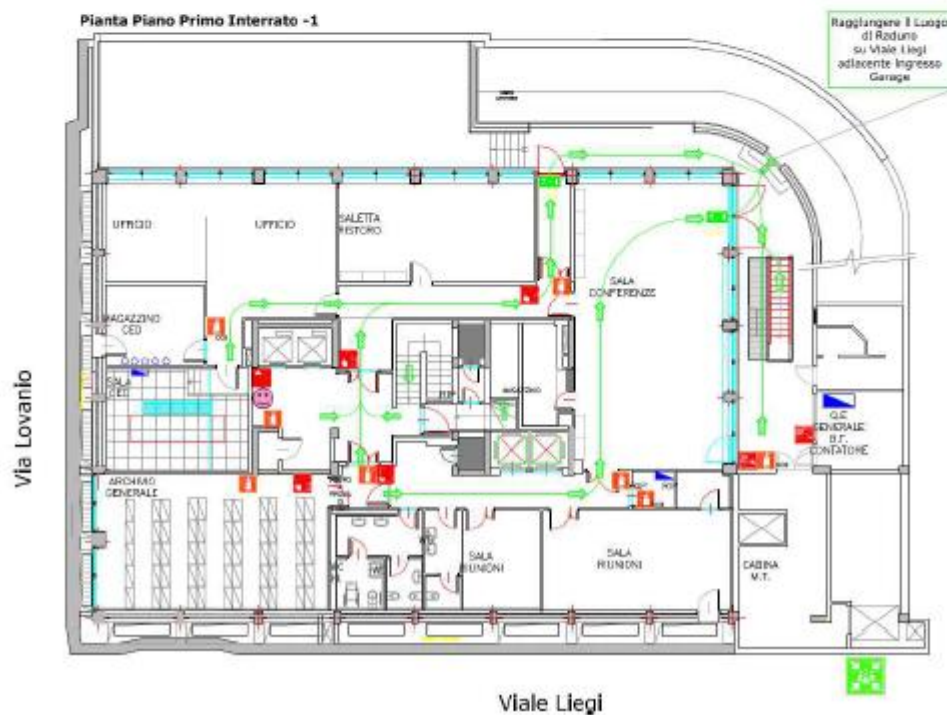 Pianta Piano Primo Interrato -1
Raggiungere il Luogo
di Raduno
su Viale Liegi
adiacente Ingresso
Garage
UFFICIO
UFFICIO
SALETTA
RISTORO
SALA
CONFERENZE
MAGAZZINO
CED
SALA
CED
MAGAZZINO
Q.E.
GENERALE
B.T.
CONTATORE
ARCHIVIO
GENERALE
SALA
RIUNIONI
SALA
RIUNIONI
CABINA
M.T.
Via Lovanio
Viale Liegi